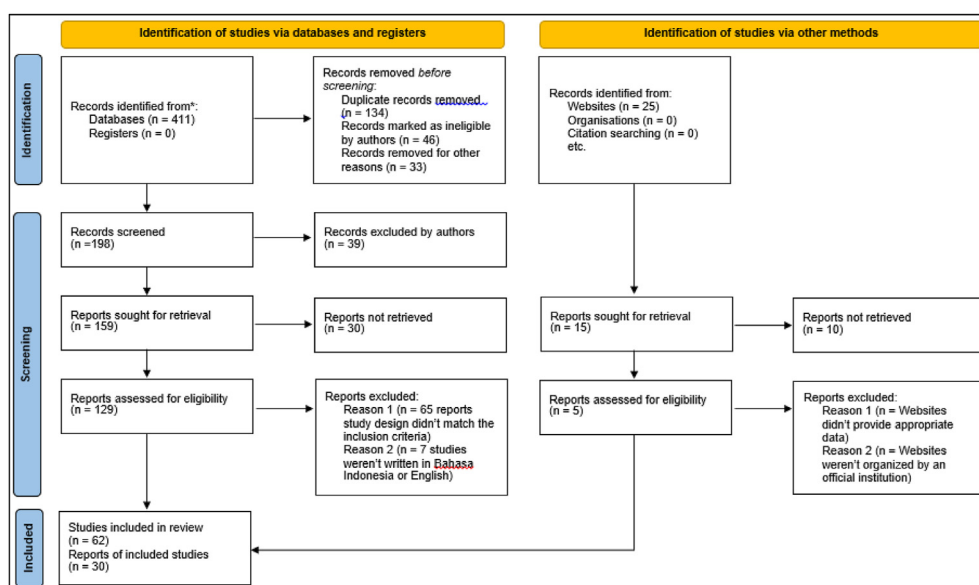 Identification of studies via databases and registers
Identification of studies via other methods
Identification
Records identified from*:
Databases (n = 411)
Registers (n = 0)
Records removed before
screening:
Duplicate records removed
(n = 134)
Records marked as ineligible
by authors (n = 46)
Records removed for other
reasons (n = 33)
Records identified from:
Websites (n = 25)
Organisations (n = 0)
Citation searching (n = 0)
etc.
Screening
Records screened
(n =198)
Records excluded by authors
(n = 39)
Reports sought for retrieval
(n = 159)
Reports not retrieved
(n = 30)
Reports sought for retrieval
(n = 15)
Reports not retrieved
(n = 10)
Reports assessed for eligibility
(n = 129)
Reports excluded:
Reason 1 (n = 65 reports
study design didn't match the
inclusion criteria)
Reason 2 (n = 7 studies
weren't written in Bahasa
Indonesia or English)
Reports assessed for eligibility
(n = 5)
Reports excluded:
Reason 1 (n = Websites
didn't provide appropriate
data)
Reason 2 (n = Websites
weren't organized by an
official institution)
Included
Studies included in review
(n = 62)
Reports of included studies
(n = 30)